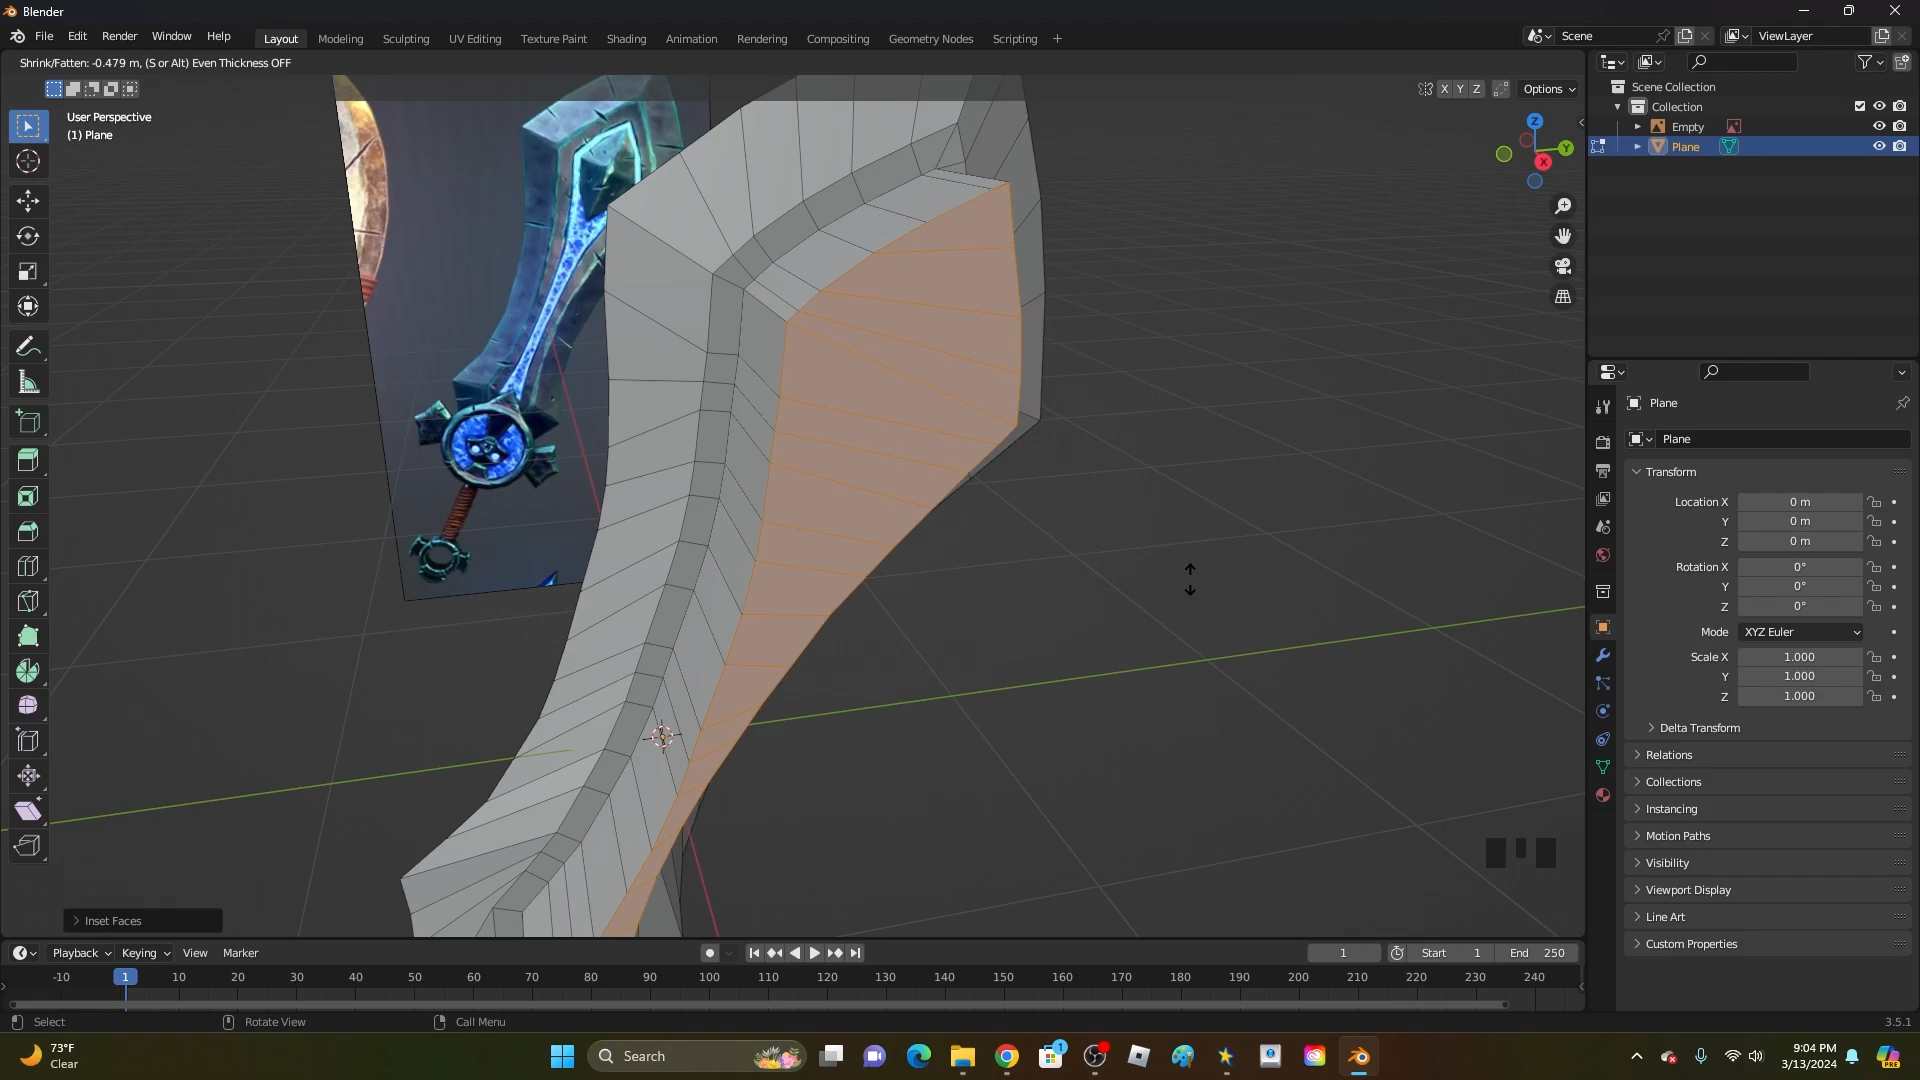 Blender
File Edit Render Window Help
Layout Modeling Sculpting UV Editing Texture Paint Shading Animation Rendering Compositing Geometry Nodes Scripting +
Scene
ViewLayer
Shrink/Fatten: -0.479 m, (S or Alt) Even Thickness OFF
X Y Z Options
User Perspective
(1) Plane
Z
Y
X
Scene Collection
Collection
Empty
Plane
Plane
Plane
Transform
Location X 0 m
Y 0 m
Z 0 m
Rotation X 0°
Y 0°
Z 0°
Mode XYZ Euler
Scale X 1.000
Y 1.000
Z 1.000
Delta Transform
Relations
Collections
Instancing
Motion Paths
Visibility
Viewport Display
Line Art
Custom Properties
Inset Faces
Playback Keying View Marker
1 Start 1 End 250
-10 1 10 20 30 40 50 60 70 80 90 100 110 120 130 140 150 160 170 180 190 200 210 220 230 240
Select Rotate View Call Menu 3.5.1
73°F
Clear
Search
1
PRE
9:04 PM
3/13/2024